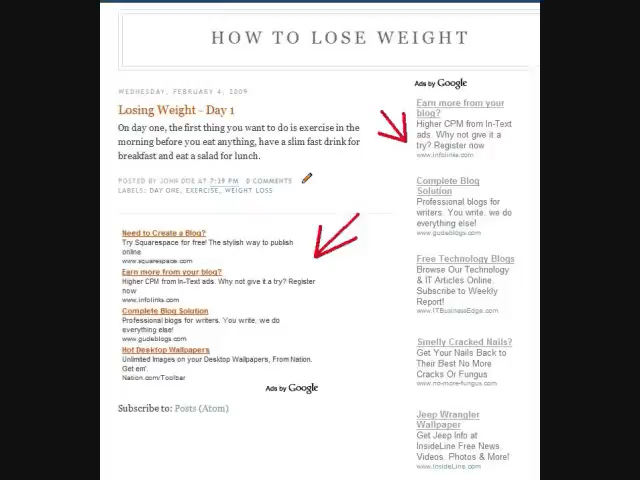 HOW TO LOSE WEIGHT
WEDNESDAY, FEBRUARY 4, 2009
Losing Weight - Day 1
On day one, the first thing you want to do is exercise in the
morning before you eat anything, have a slim fast drink for
breakfast and eat a salad for lunch.
POSTED BY JOHN DOE AT 7:39 PM 0 COMMENTS
LABELS: DAY ONE, EXERCISE, WEIGHT LOSS
Need to Create a Blog?
Try Squarespace for free! The stylish way to publish
online.
www.squarespace.com
Earn more from your blog?
Higher CPM from In-Text ads. Why not give it a try? Register
now
www.infolinks.com
Complete Blog Solution
Professional blogs for writers. You write, we do
everything else!
www.gudeblogs.com
Hot Desktop Wallpapers
Unlimited Images on your Desktop Wallpapers, From Nation.
Get em'.
Nation.com/Toolbar
Ads by Google
Subscribe to: Posts (Atom)
Ads by Google
Earn more from your
blog?
Higher CPM from In-Text
ads. Why not give it a
try? Register now
www.infolinks.com
Complete Blog
Solution
Professional blogs for
writers. You write, we do
everything else!
www.gudeblogs.com
Free Technology Blogs
Browse Our Technology
& IT Articles Online.
Subscribe to Weekly
Report!
www.ITBusinessEdge.com
Smelly Cracked Nails?
Get Your Nails Back to
Their Best No More
Cracks Or Fungus
www.no-more-fungus.com
Jeep Wrangler
Wallpaper
Get Jeep Info at
InsideLine Free News,
Videos, Photos & More!
www.InsideLine.com